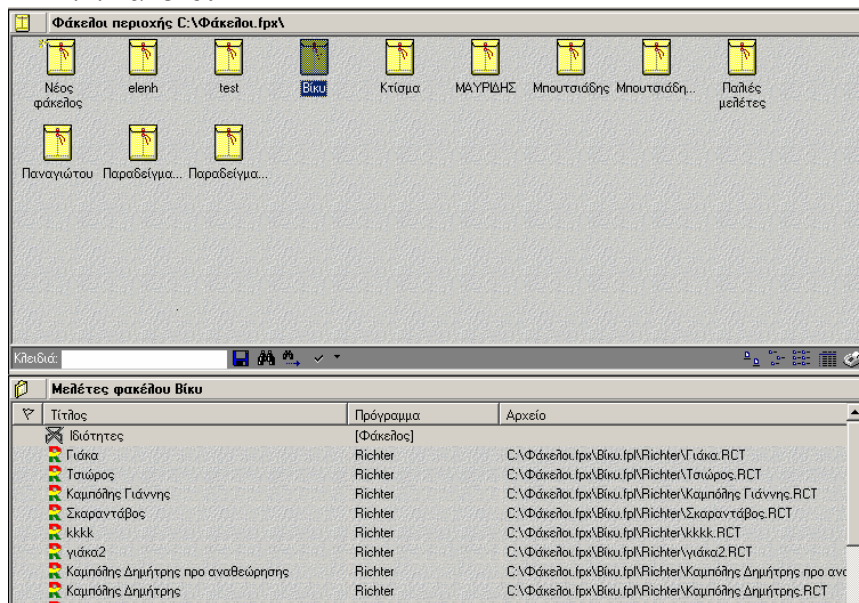 Φάκελοι περιοχής C:\Φάκελοι.fpx\
Νέος φάκελος elenh test Βίκυ Κτίσμα ΜΑΥΡΙΔΗΣ Μπουτσιάδης Μπουτσιάδη... Παλιές μελέτες
Παναγιώτου Παραδείγμα... Παραδείγμα...
Κλειδιά:
Μελέτες φακέλου Βίκυ
Τίτλος Πρόγραμμα Αρχείο
Ιδιότητες [Φάκελος]
Γιάκα Richter C:\Φάκελοι.fpx\Βίκυ.fpl\Richter\Γιάκα.RCT
Τσιώρος Richter C:\Φάκελοι.fpx\Βίκυ.fpl\Richter\Τσιώρος.RCT
Καμπόλης Γιάννης Richter C:\Φάκελοι.fpx\Βίκυ.fpl\Richter\Καμπόλης Γιάννης.RCT
Σκαραντάβος Richter C:\Φάκελοι.fpx\Βίκυ.fpl\Richter\Σκαραντάβος.RCT
kkkk Richter C:\Φάκελοι.fpx\Βίκυ.fpl\Richter\kkkk.RCT
γιάκα2 Richter C:\Φάκελοι.fpx\Βίκυ.fpl\Richter\γιάκα2.RCT
Καμπόλης Δημήτρης προ αναθεώρησης Richter C:\Φάκελοι.fpx\Βίκυ.fpl\Richter\Καμπόλης Δημήτρης προ ανα
Καμπόλης Δημήτρης Richter C:\Φάκελοι.fpx\Βίκυ.fpl\Richter\Καμπόλης Δημήτρης.RCT